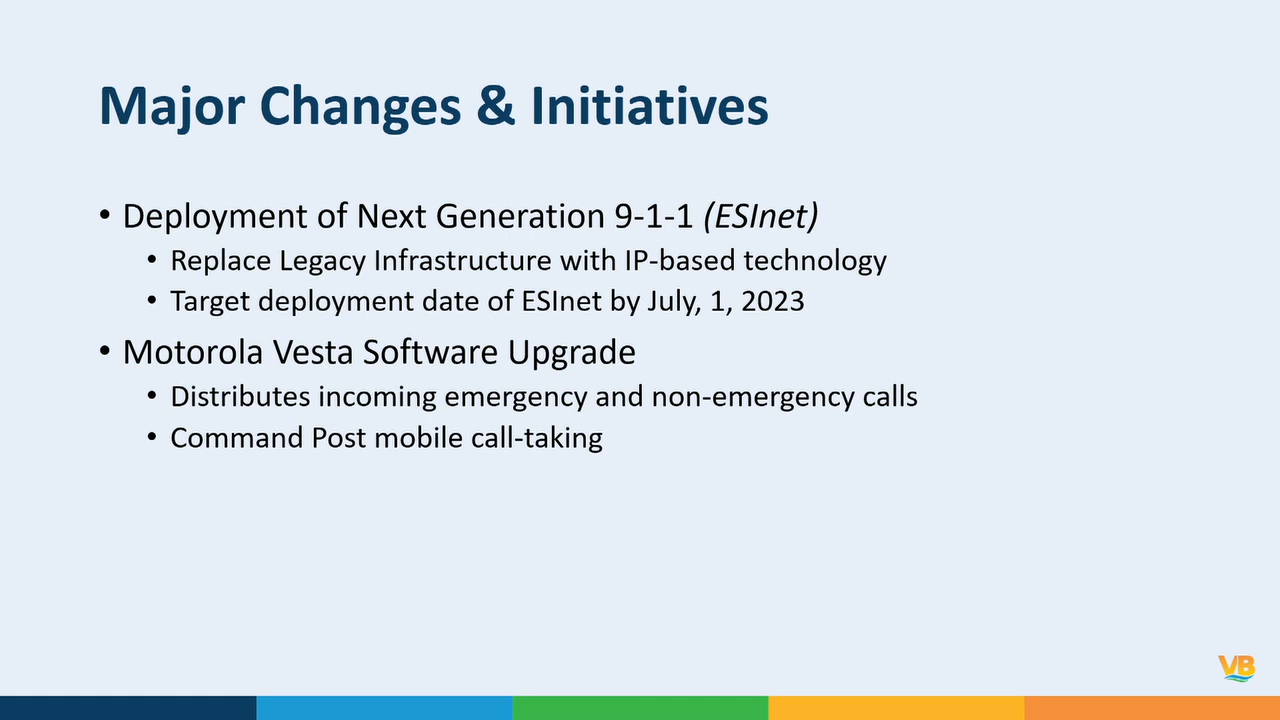 Major Changes & Initiatives
• Deployment of Next Generation 9-1-1 (ESInet)
• Replace Legacy Infrastructure with IP-based technology
• Target deployment date of ESInet by July, 1, 2023
• Motorola Vesta Software Upgrade
• Distributes incoming emergency and non-emergency calls
• Command Post mobile call-taking
VB